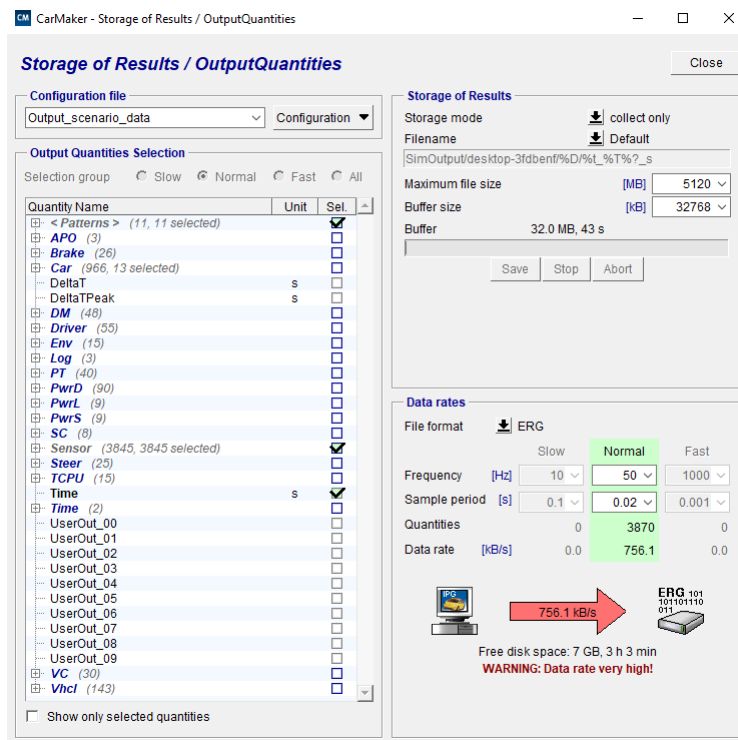 CM CarMaker - Storage of Results / OutputQuantities
Storage of Results / OutputQuantities
Close
Configuration file
Output_scenario_data
Configuration
Output Quantities Selection
Selection group Slow Normal Fast All
Quantity Name Unit Sel.
< Patterns > (11, 11 selected)
APO (3)
Brake (26)
Car (966, 13 selected)
DeltaT s
DeltaTPeak s
DM (48)
Driver (55)
Env (15)
Log (3)
PT (40)
PwrD (90)
PwrL (9)
PwrS (9)
SC (8)
Sensor (3845, 3845 selected)
Steer (25)
TCPU (15)
Time s
Time (2)
UserOut_00
UserOut_01
UserOut_02
UserOut_03
UserOut_04
UserOut_05
UserOut_06
UserOut_07
UserOut_08
UserOut_09
VC (30)
Vhcl (143)
Show only selected quantities
Storage of Results
Storage mode collect only
Filename Default
SimOutput/desktop-3fdbenf/%D/%t_%T%?_s
Maximum file size [MB] 5120
Buffer size [kB] 32768
Buffer 32.0 MB, 43 s
Save Stop Abort
Data rates
File format ERG
Slow Normal Fast
Frequency [Hz] 10 50 1000
Sample period [s] 0.1 0.02 0.001
Quantities 0 3870 0
Data rate [kB/s] 0.0 756.1 0.0
IPG
756.1 kB/s
ERG 101
101101110
011
Free disk space: 7 GB, 3 h 3 min
WARNING: Data rate very high!